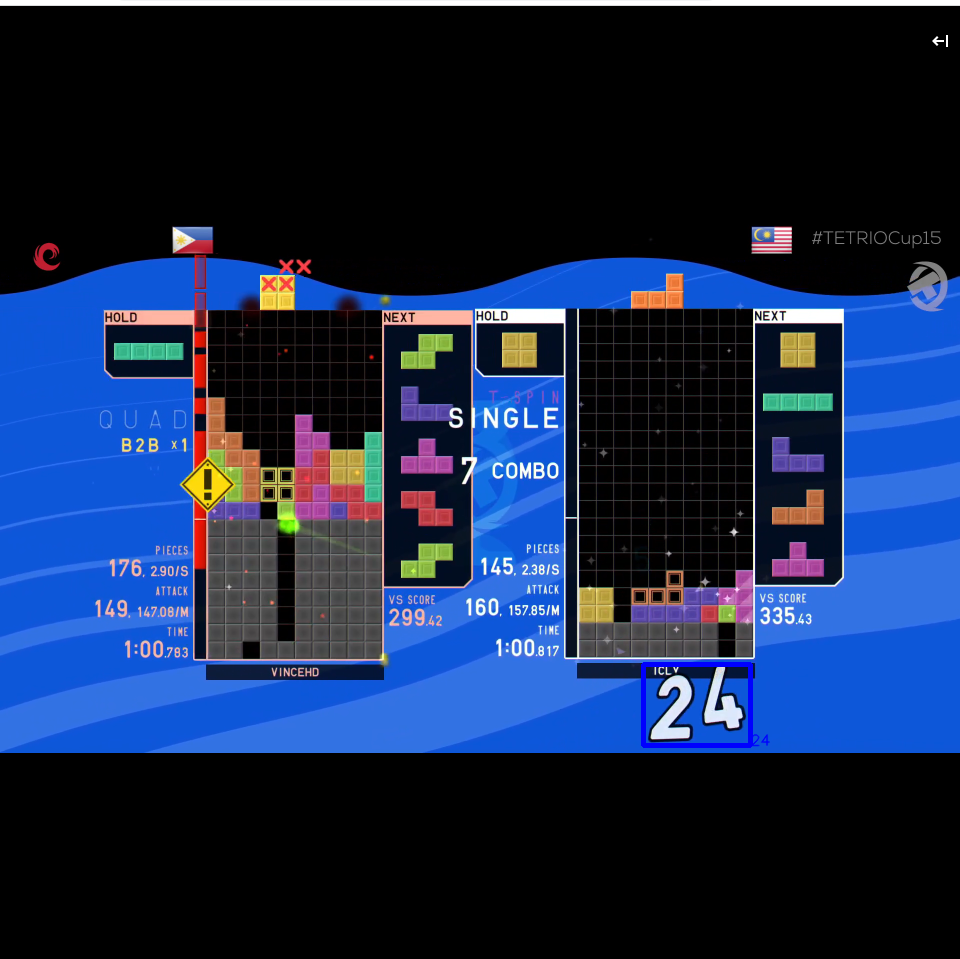 #TETRIOCup15
HOLD
NEXT
QUAD
B2B ×1
PIECES
176, 2.90/S
ATTACK
149, 147.08/M
TIME
1:00.783
VS SCORE
299.42
VINCEHD
HOLD
NEXT
T-SPIN
SINGLE
7 COMBO
PIECES
145, 2.38/S
ATTACK
160, 157.85/M
TIME
1:00.817
VS SCORE
335.43
ICLY
24
24